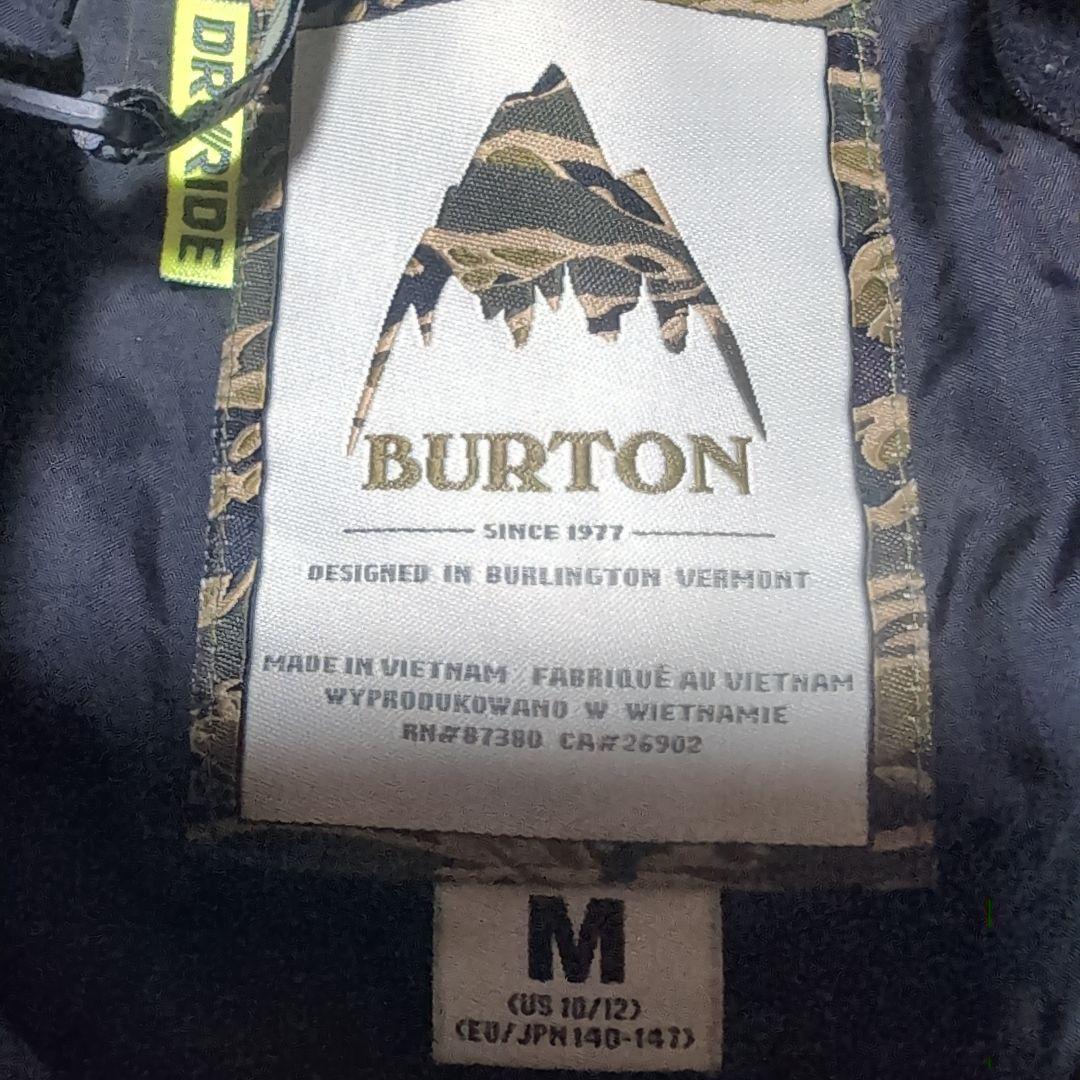 DRYRIDE
BURTON
SINCE 1977
DESIGNED IN BURLINGTON VERMONT
MADE IN VIETNAM / FABRIQUÉ AU VIETNAM
WYPRODUKOWANO W WIETNAMIE
RN#87380 CA#26902
M
(US 10/12)
(EU/JPN 140-147)